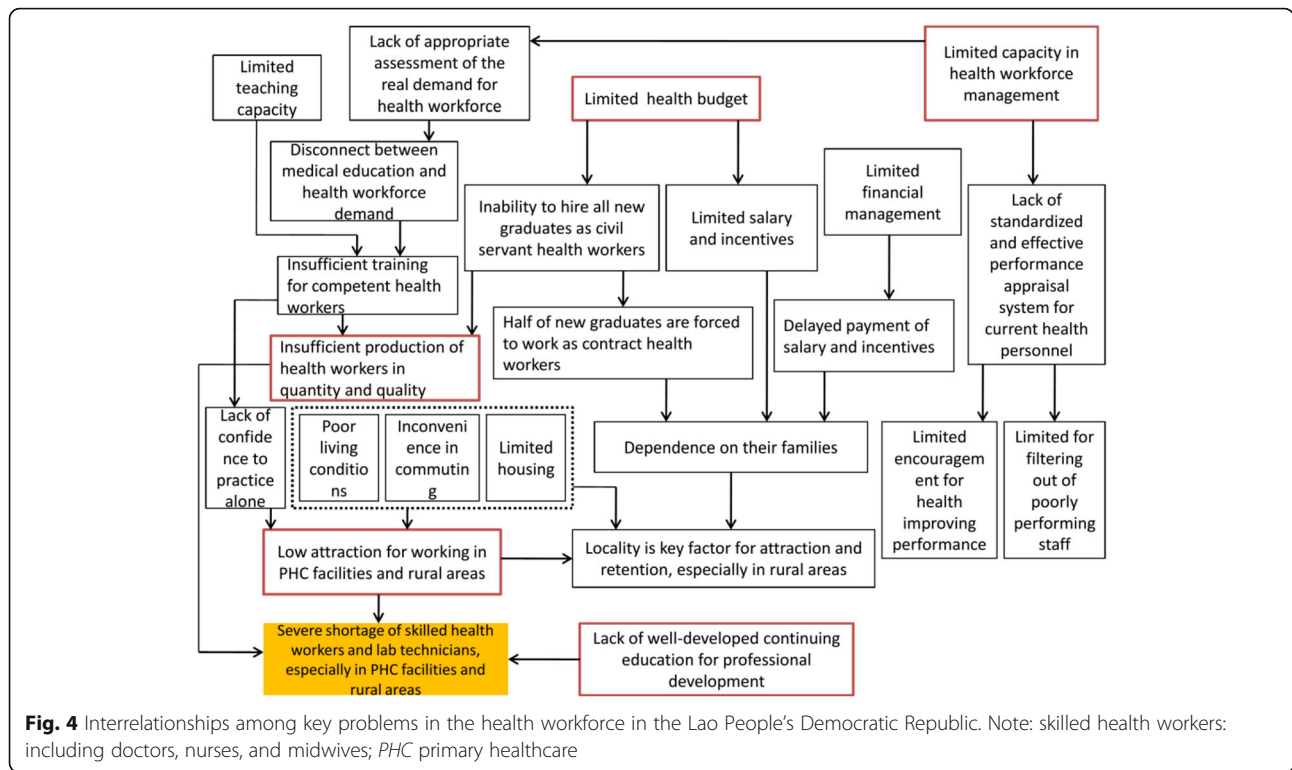 Lack of appropriate
assessment of the
real demand for
health workforce
Limited capacity in
health workforce
management
Limited
teaching
capacity
Limited health budget
Disconnect between
medical education and
health workforce
demand
Inability to hire all new
graduates as civil
servant health workers
Limited salary
and incentives
Limited
financial
management
Lack of
standardized
and effective
performance
appraisal
system for
current health
personnel
Insufficient training
for competent health
workers
Half of new graduates are forced
to work as contract health
workers
Delayed payment of
salary and incentives
Insufficient production of
health workers in
quantity and quality
Lack of
confide
nce to
practice
alone
Poor
living
conditio
ns
Inconveni
ence in
commutin
g
Limited
housing
Dependence on their families
Limited
encouragem
ent for
health
improving
performance
Limited for
filtering
out of
poorly
performing
staff
Low attraction for working in
PHC facilities and rural areas
Locality is key factor for attraction and
retention, especially in rural areas
Severe shortage of skilled health
workers and lab technicians,
especially in PHC facilities and
rural areas
Lack of well-developed continuing
education for professional
development
Fig. 4 Interrelationships among key problems in the health workforce in the Lao People's Democratic Republic. Note: skilled health workers:
including doctors, nurses, and midwives; PHC primary healthcare